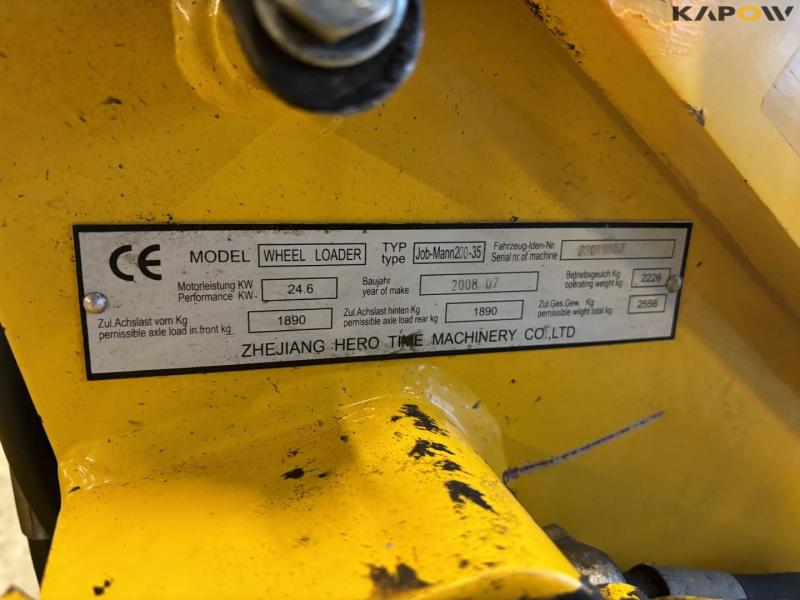 KAPOW
CE MODEL WHEEL LOADER TYP type Job-Mann200-35 Fahrzeug-iden-Nr. Serial nr.of machine
Motorleistung KW Performance KW 24.6 Baujahr year of make 2008 07 Betriebsgeuich Kg operating weight kg 2226
Zul.Achslast vorn Kg pernissible axle load in.front kg 1890 Zul.Achslast hinten Kg permissible axle load rear kg 1890 Zul.Ges.Gew. Kg permissible wlight total kg 2556
ZHEJIANG HERO TIME MACHINERY CO.,LTD